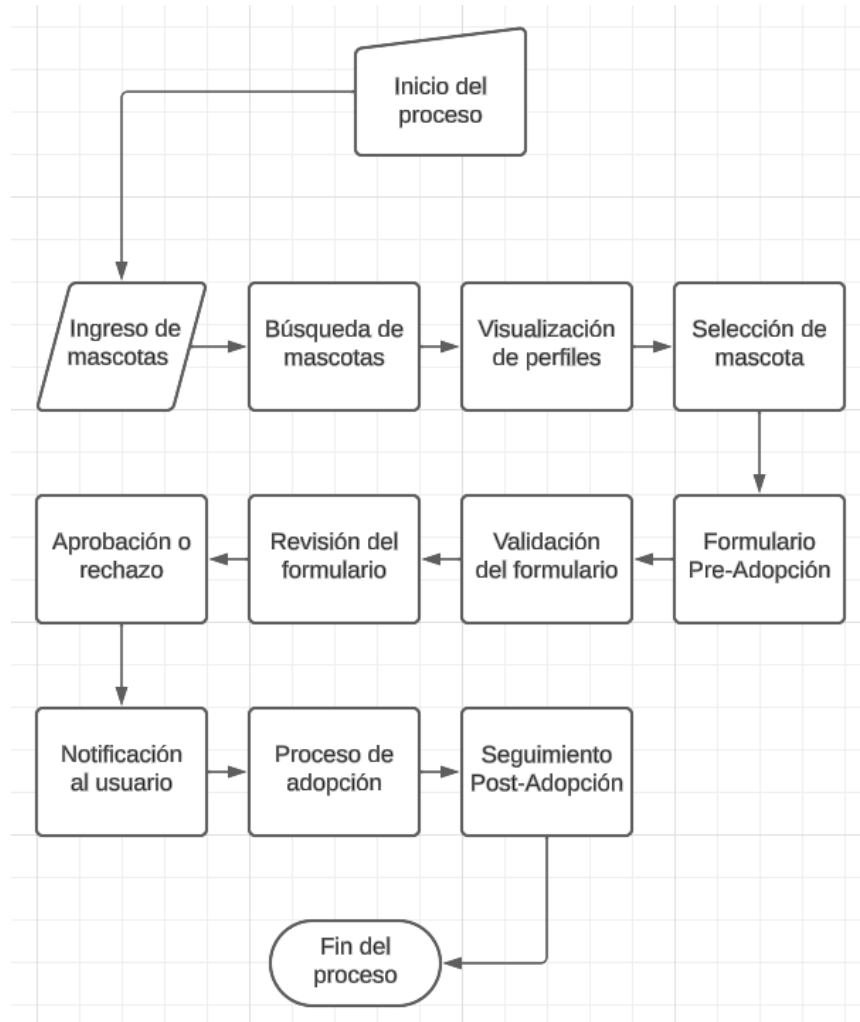 Inicio del
proceso
Ingreso de
mascotas
Búsqueda de
mascotas
Visualización
de perfiles
Selección de
mascota
Formulario
Pre-Adopción
Validación
del formulario
Revisión del
formulario
Aprobación o
rechazo
Notificación
al usuario
Proceso de
adopción
Seguimiento
Post-Adopción
Fin del
proceso